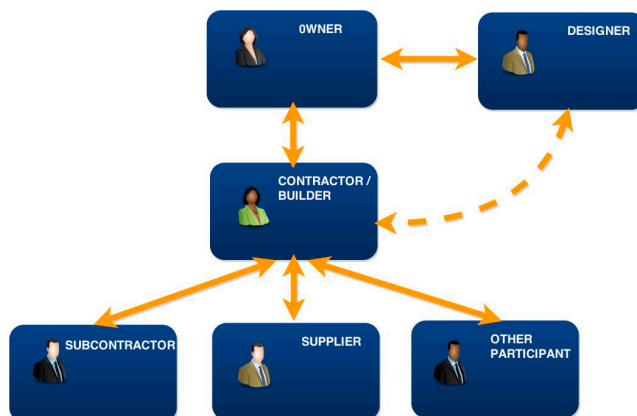 0WNER
DESIGNER
CONTRACTOR /
BUILDER
SUBCONTRACTOR
SUPPLIER
OTHER
PARTICIPANT